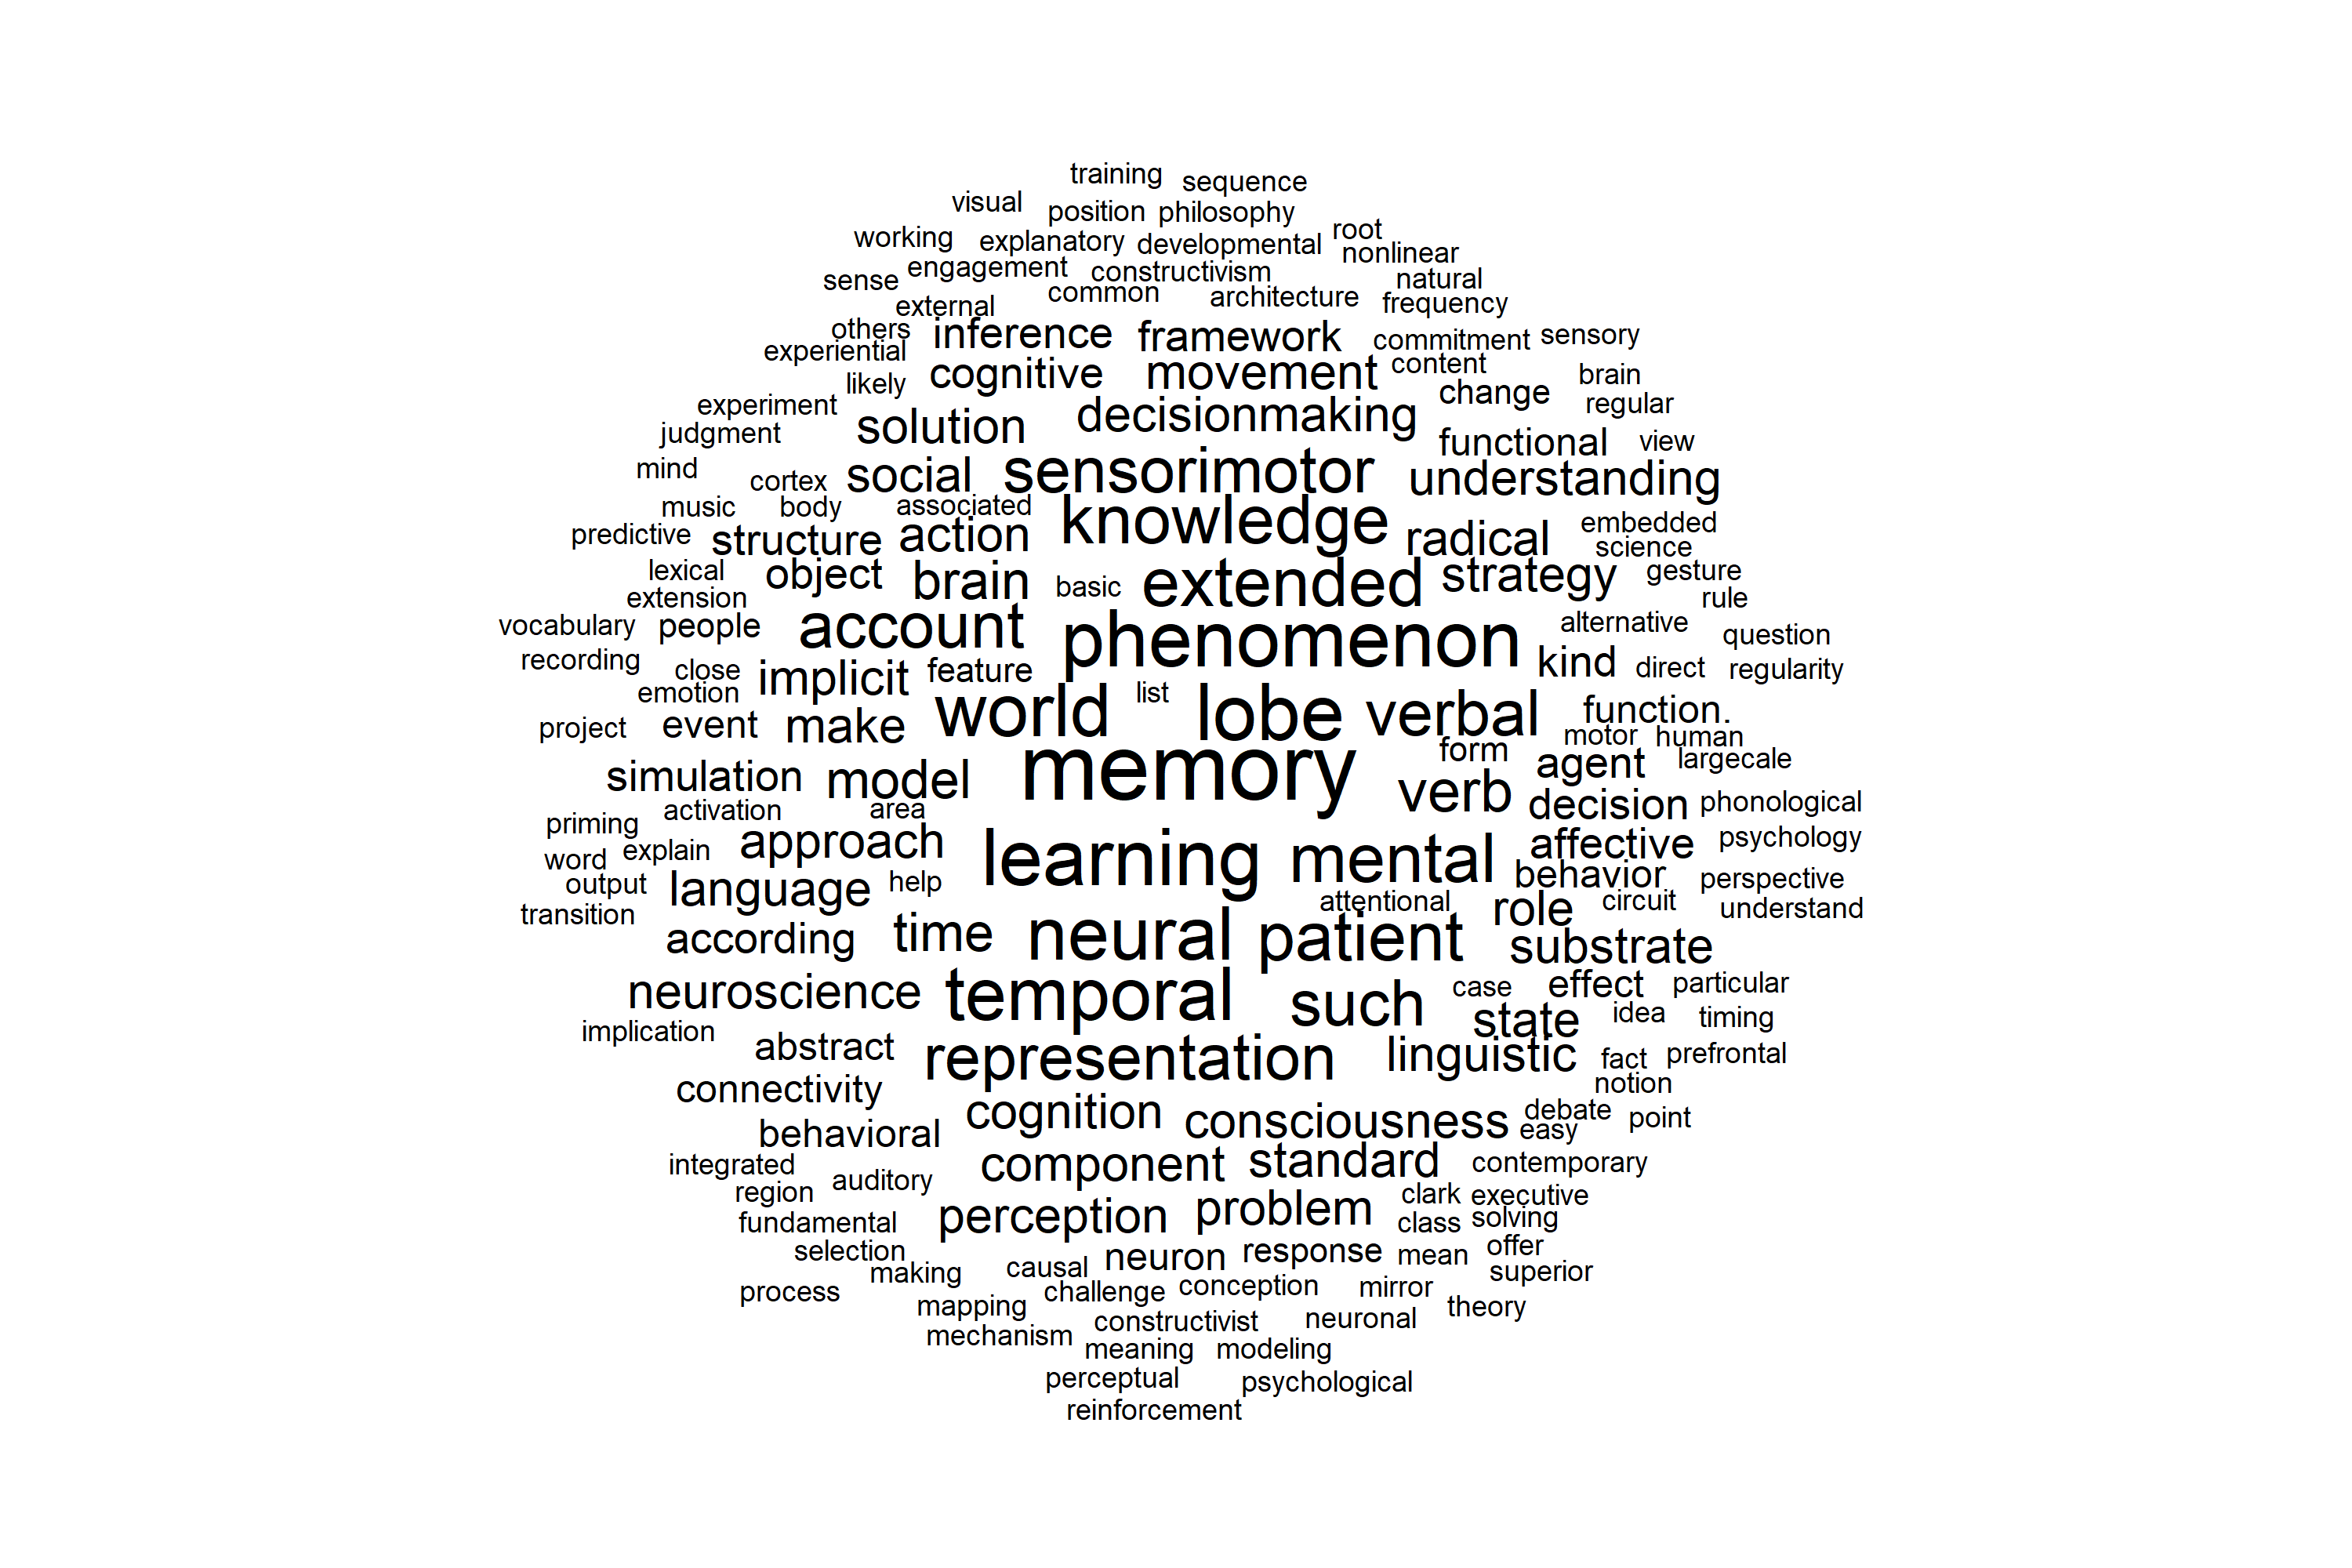 training sequence
visual position philosophy
working explanatory developmental root nonlinear
sense engagement constructivism natural
external common architecture frequency
others inference framework commitment sensory
experiential cognitive movement content
likely change brain
experiment solution decisionmaking regular
judgment functional view
mind cortex social sensorimotor understanding
music body associated knowledge
predictive structure action radical embedded
science
lexical object brain basic extended strategy gesture
extension rule
vocabulary people account phenomenon alternative question
recording close implicit feature kind direct regularity
emotion list
project event make world lobe verbal function.
motor human
simulation model memory form agent largecale
activation area verb decision phonological
priming approach learning mental affective psychology
word explain
output language help behavior perspective
transition attentional role circuit understand
according time neural patient substrate
neuroscience temporal such case effect particular
implication state idea timing
abstract representation linguistic fact prefrontal
connectivity notion
cognition consciousness debate point
behavioral easy
integrated component standard contemporary
region auditory clark executive
fundamental perception problem class solving
selection neuron response mean offer
making causal superior
process challenge conception mirror
mapping theory
mechanism constructivist neuronal
meaning modeling
perceptual psychological
reinforcement